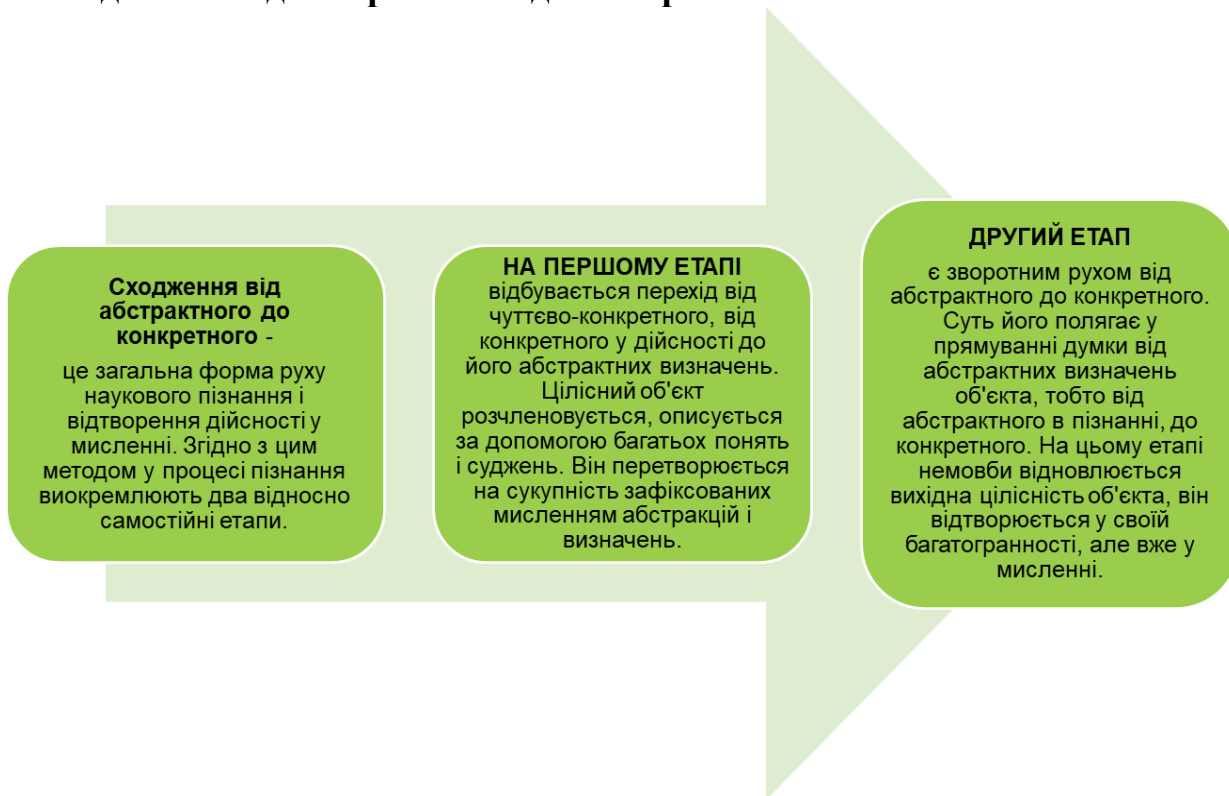 Сходження від
абстрактного до
конкретного -
це загальна форма руху
наукового пізнання і
відтворення дійсності у
мисленні. Згідно з цим
методом у процесі пізнання
виокремлюють два відносно
самостійні етапи.
НА ПЕРШОМУ ЕТАПІ
відбувається перехід від
чуттєво-конкретного, від
конкретного у дійсності до
його абстрактних визначень.
Цілісний об'єкт
розчленовується, описується
за допомогою багатьох понять
і суджень. Він перетворюється
на сукупність зафіксованих
мисленням абстракцій і
визначень.
ДРУГИЙ ЕТАП
є зворотним рухом від
абстрактного до конкретного.
Суть його полягає у
прямуванні думки від
абстрактних визначень
об'єкта, тобто від
абстрактного в пізнанні, до
конкретного. На цьому етапі
немовби відновлюється
вихідна цілісність об'єкта, він
відтворюється у своїй
багатогранності, але вже у
мисленні.